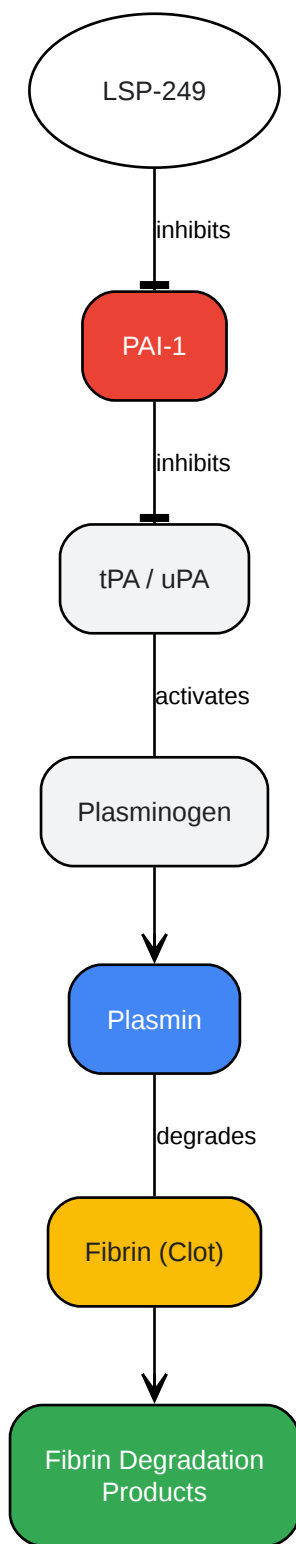 LSP-249
inhibits
PAI-1
inhibits
tPA / uPA
activates
Plasminogen
Plasmin
degrades
Fibrin (Clot)
Fibrin Degradation
Products